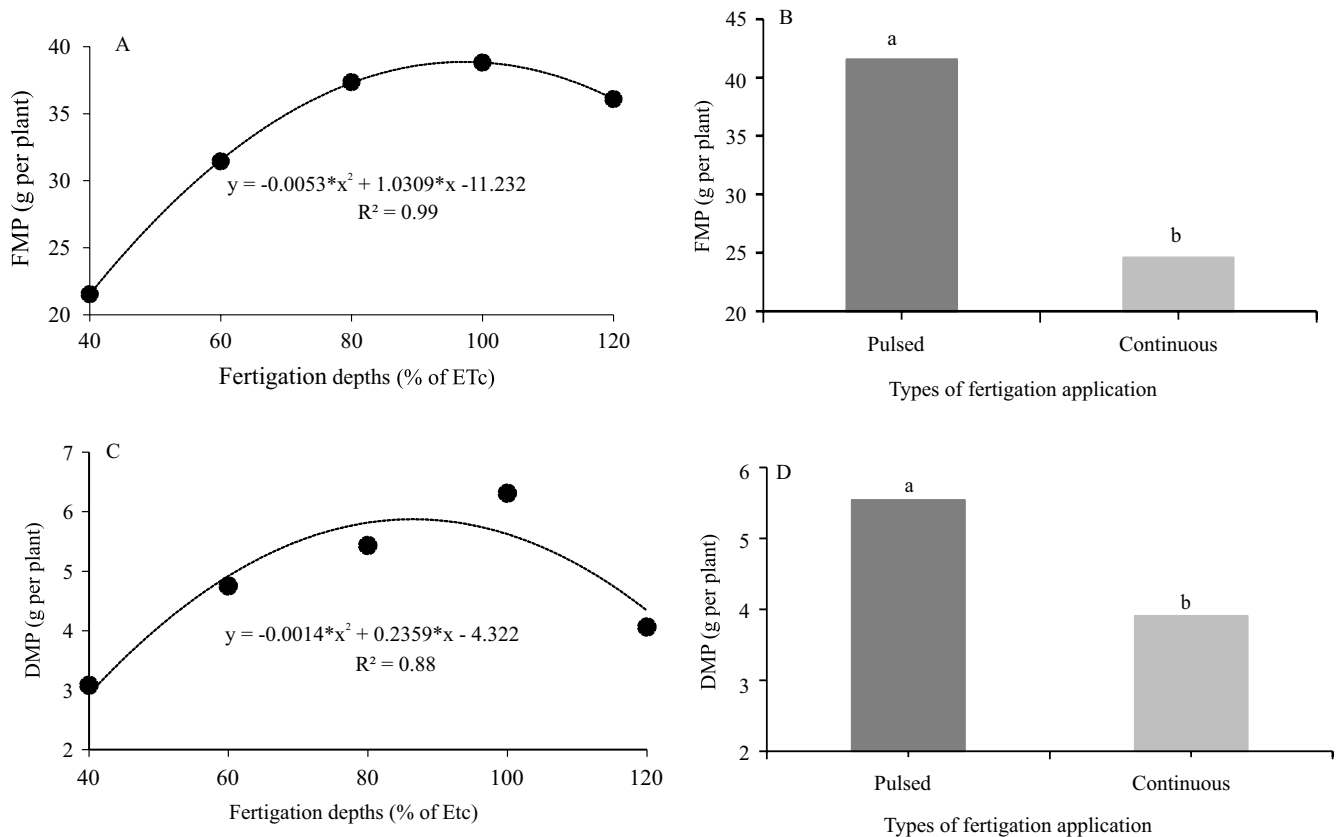 A
40
35
30
25
20
FMP (g per plant)
y = -0.0053*x² + 1.0309*x -11.232
R² = 0.99
40 60 80 100 120
Fertigation depths (% of ETc)
B
45
40
35
30
25
20
FMP (g per plant)
a
b
Pulsed Continuous
Types of fertigation application
C
7
6
5
4
3
2
DMP (g per plant)
y = -0.0014*x² + 0.2359*x - 4.322
R² = 0.88
40 60 80 100 120
Fertigation depths (% of Etc)
D
6
5
4
3
2
DMP (g per plant)
a
b
Pulsed Continuous
Types of fertigation application